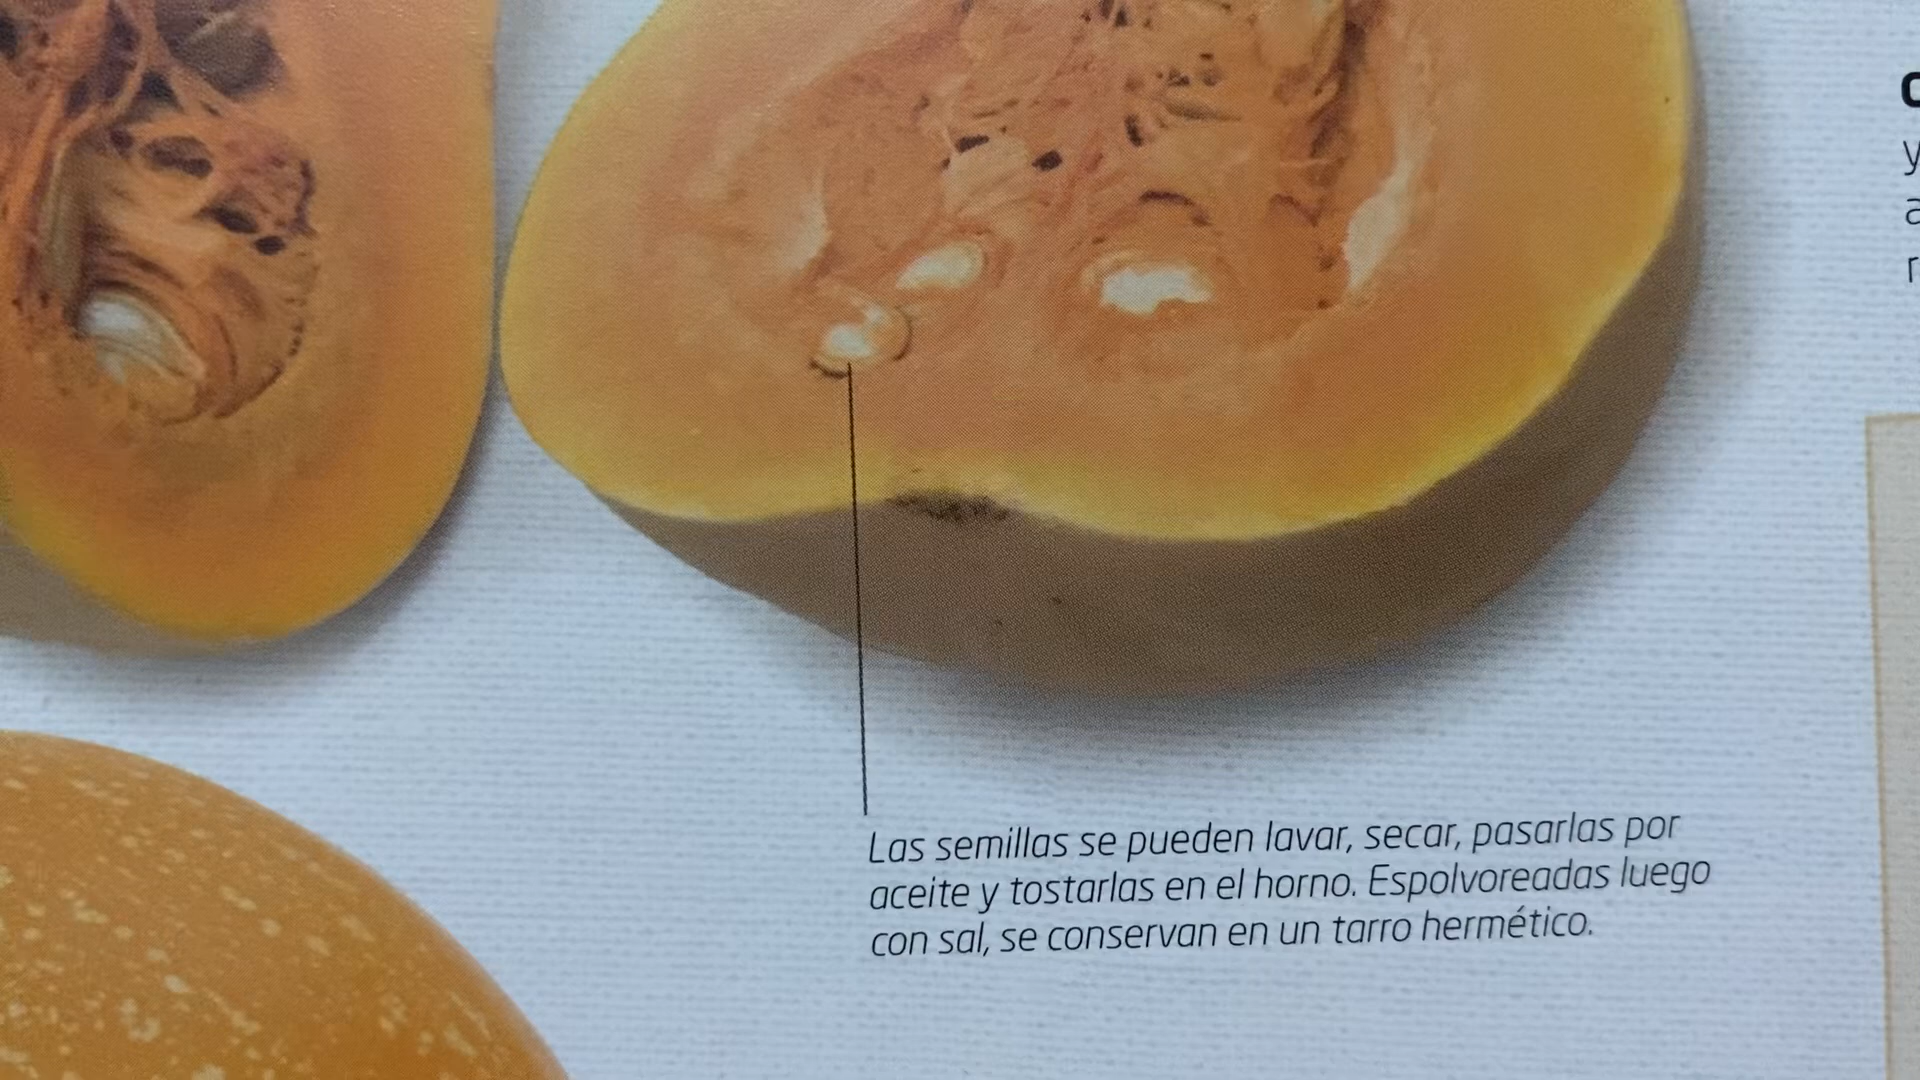 Las semillas se pueden lavar, secar, pasarlas por
aceite y tostarlas en el horno. Espolvoreadas luego
con sal, se conservan en un tarro hermético.